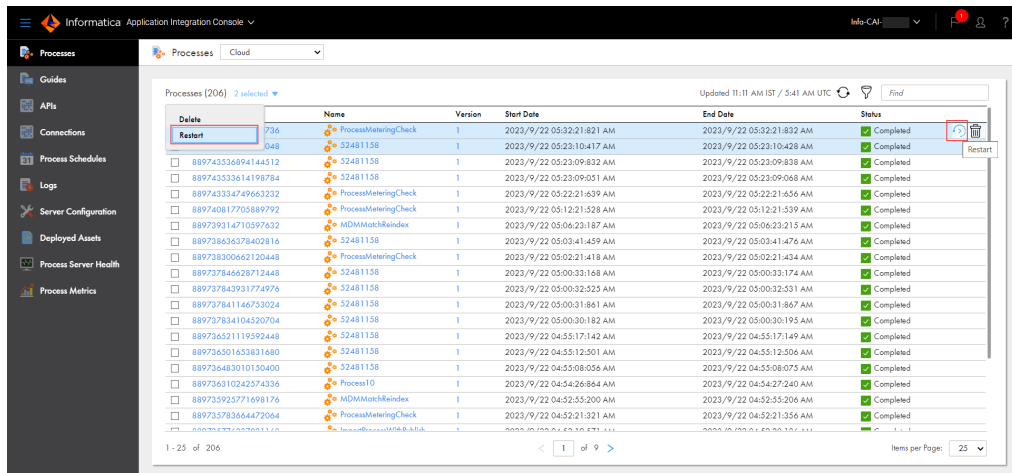 Informatica Application Integration Console
Infa-CAI-
1
?
Processes
Processes Cloud
Guides
APIs
Connections
Process Schedules
Logs
Server Configuration
Deployed Assets
Process Server Health
Process Metrics
Processes (206) 2 selected
Updated 11:11 AM IST / 5:41 AM UTC
Find
Name Version Start Date End Date Status
Delete
Restart
736 ProcessMeteringCheck 1 2023/9/22 05:32:21:821 AM 2023/9/22 05:32:21:832 AM Completed
Restart
048 52481158 1 2023/9/22 05:23:10:417 AM 2023/9/22 05:23:10:428 AM Completed
889743536894144512 52481158 1 2023/9/22 05:23:09:832 AM 2023/9/22 05:23:09:838 AM Completed
889743533614198784 52481158 1 2023/9/22 05:23:09:051 AM 2023/9/22 05:23:09:068 AM Completed
889743334749663232 ProcessMeteringCheck 1 2023/9/22 05:22:21:639 AM 2023/9/22 05:22:21:656 AM Completed
889740817705889792 ProcessMeteringCheck 1 2023/9/22 05:12:21:528 AM 2023/9/22 05:12:21:539 AM Completed
889739314710597632 MDMMatchReindex 1 2023/9/22 05:06:23:187 AM 2023/9/22 05:06:23:215 AM Completed
889738636378402816 52481158 1 2023/9/22 05:03:41:459 AM 2023/9/22 05:03:41:476 AM Completed
889738300662120448 ProcessMeteringCheck 1 2023/9/22 05:02:21:418 AM 2023/9/22 05:02:21:434 AM Completed
889737846628712448 52481158 1 2023/9/22 05:00:33:168 AM 2023/9/22 05:00:33:174 AM Completed
889737843931774976 52481158 1 2023/9/22 05:00:32:525 AM 2023/9/22 05:00:32:531 AM Completed
889737841146753024 52481158 1 2023/9/22 05:00:31:861 AM 2023/9/22 05:00:31:867 AM Completed
889737834104520704 52481158 1 2023/9/22 05:00:30:182 AM 2023/9/22 05:00:30:195 AM Completed
889736521119592448 52481158 1 2023/9/22 04:55:17:142 AM 2023/9/22 04:55:17:149 AM Completed
889736501653831680 52481158 1 2023/9/22 04:55:12:501 AM 2023/9/22 04:55:12:506 AM Completed
889736483010150400 52481158 1 2023/9/22 04:55:08:056 AM 2023/9/22 04:55:08:075 AM Completed
889736310242574336 Process10 1 2023/9/22 04:54:26:864 AM 2023/9/22 04:54:27:240 AM Completed
889735925771698176 MDMMatchReindex 1 2023/9/22 04:52:55:200 AM 2023/9/22 04:52:55:206 AM Completed
889735783664472064 ProcessMeteringCheck 1 2023/9/22 04:52:21:321 AM 2023/9/22 04:52:21:356 AM Completed
1 - 25 of 206
< 1 of 9 >
Items per Page: 25